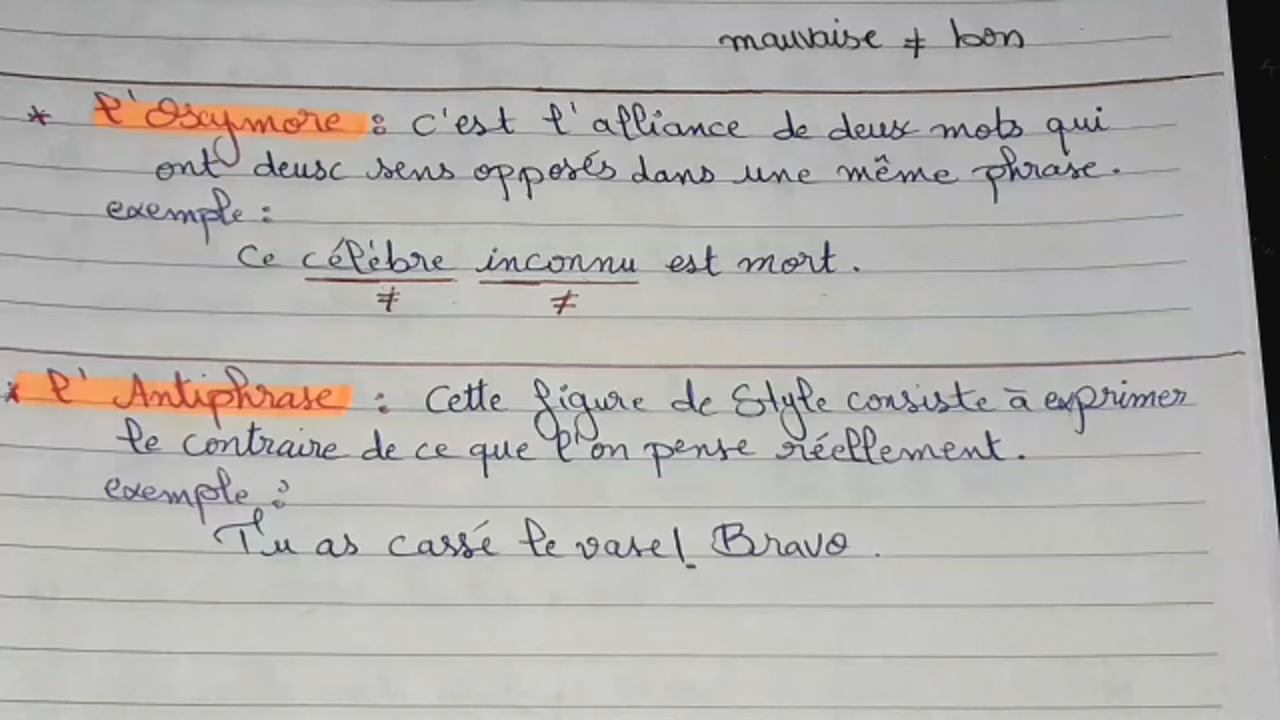 mauvaise ≠ bon
* l'Oxymore : c'est l'alliance de deux mots qui
ont deux sens opposés dans une même phrase.
exemple :
Ce célèbre inconnu est mort.
≠ ≠
* l'Antiphrase : Cette figure de Style consiste à exprimer
le contraire de ce que l'on pense réellement.
exemple :
Tu as cassé le vase! Bravo.